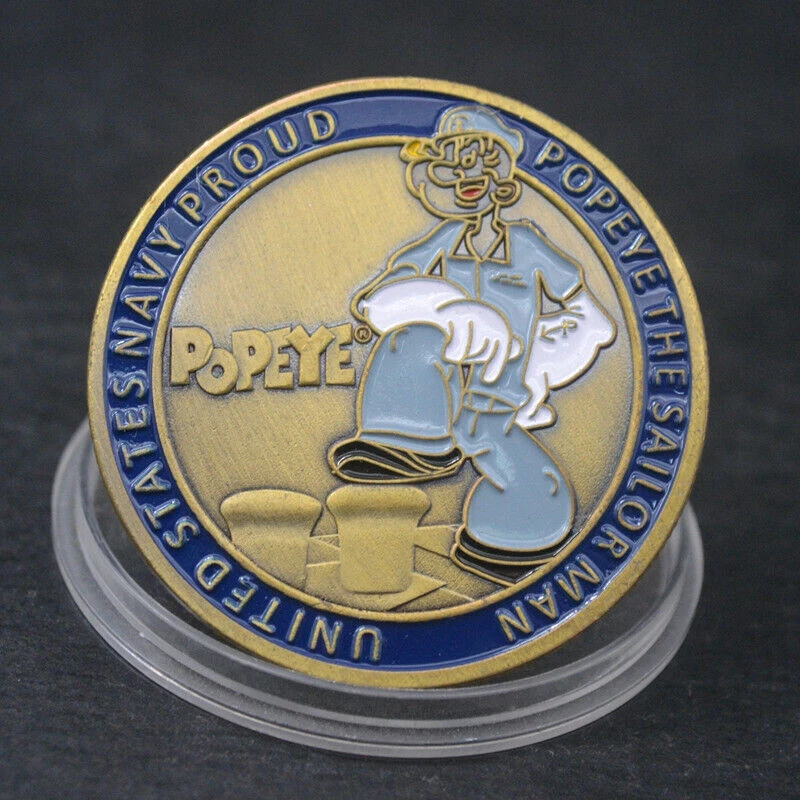 UNITED STATES NAVY PROUD
POPEYE THE SAILOR MAN
POPEYE®